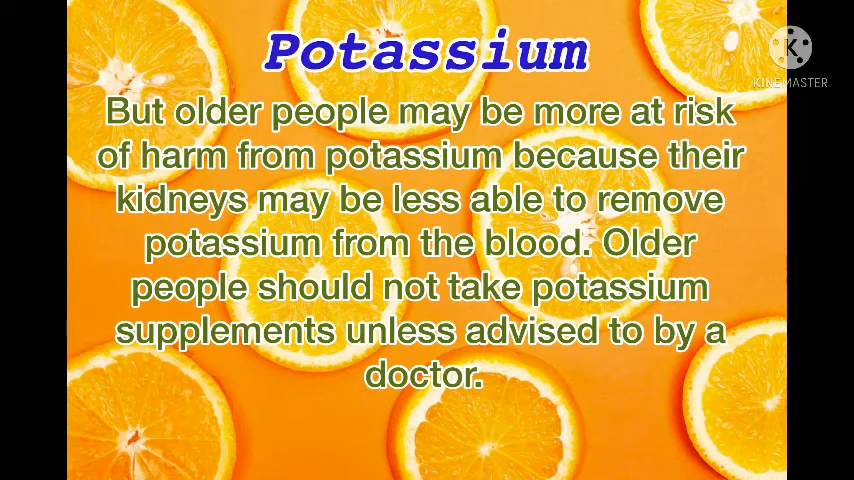 Potassium
K
KINEMASTER
But older people may be more at risk
of harm from potassium because their
kidneys may be less able to remove
potassium from the blood. Older
people should not take potassium
supplements unless advised to by a
doctor.